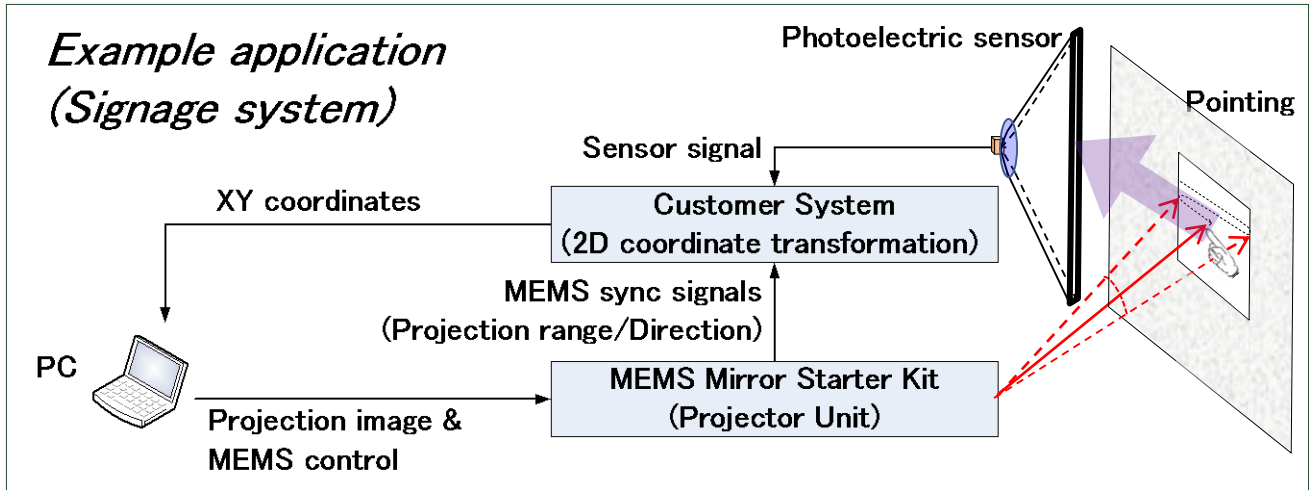 Example application
(Signage system)
Photoelectric sensor
Pointing
Sensor signal
XY coordinates
Customer System
(2D coordinate transformation)
MEMS sync signals
(Projection range/Direction)
PC
MEMS Mirror Starter Kit
(Projector Unit)
Projection image &
MEMS control